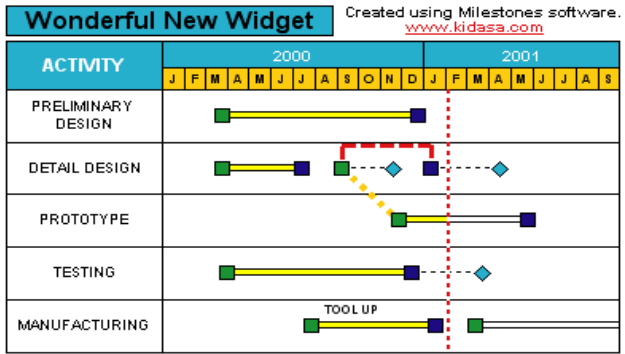 Wonderful New Widget
Created using Milestones software.
www.kidasa.com
ACTIVITY
2000 2001
J F M A M J J A S O N D J F M A M J J A S
PRELIMINARY
DESIGN
DETAIL DESIGN
PROTOTYPE
TESTING
TOOL UP
MANUFACTURING